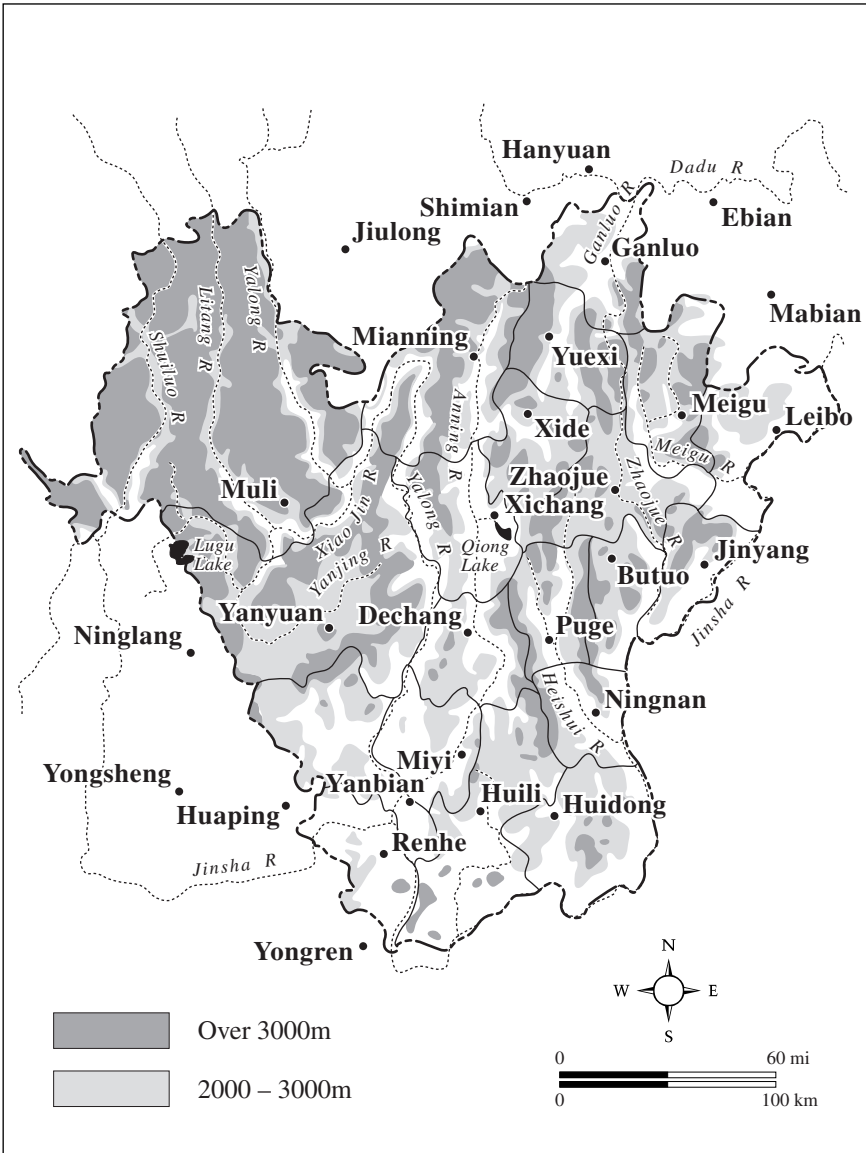 Hanyuan
Dadu R
Shimian
Ebian
Ganluo R
Ganluo
Jiulong
Yalong R
Litang R
Shuiluo R
Mabian
Mianning
Yuexi
Anning R
Meigu
Leibo
Xide
Meigu R
Zhaojue
Zhaojue R
Xichang
Muli
Xiao Jin R
Yalong R
Qiong
Lake
Lugu
Lake
Yanjing R
Butuo
Jinyang
Jinsha R
Yanyuan
Dechang
Puge
Ninglang
Heishui R
Ningnan
Miyi
Yongsheng
Yanbian
Huaping
Huili
Huidong
Renhe
Jinsha R
Yongren
N
W E
S
Over 3000m
2000 – 3000m
0 60 mi
0 100 km